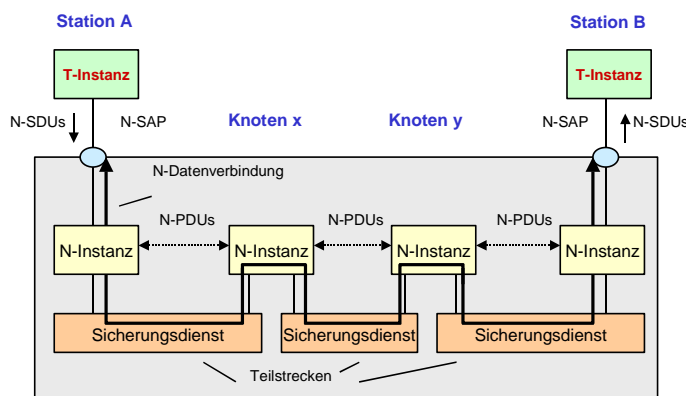 Station A
Station B
T-Instanz
T-Instanz
N-SDUs
N-SAP
Knoten x
Knoten y
N-SAP
N-SDUs
N-Datenverbindung
N-PDUs
N-PDUs
N-PDUs
N-Instanz
N-Instanz
N-Instanz
N-Instanz
Sicherungsdienst
Sicherungsdienst
Sicherungsdienst
Teilstrecken